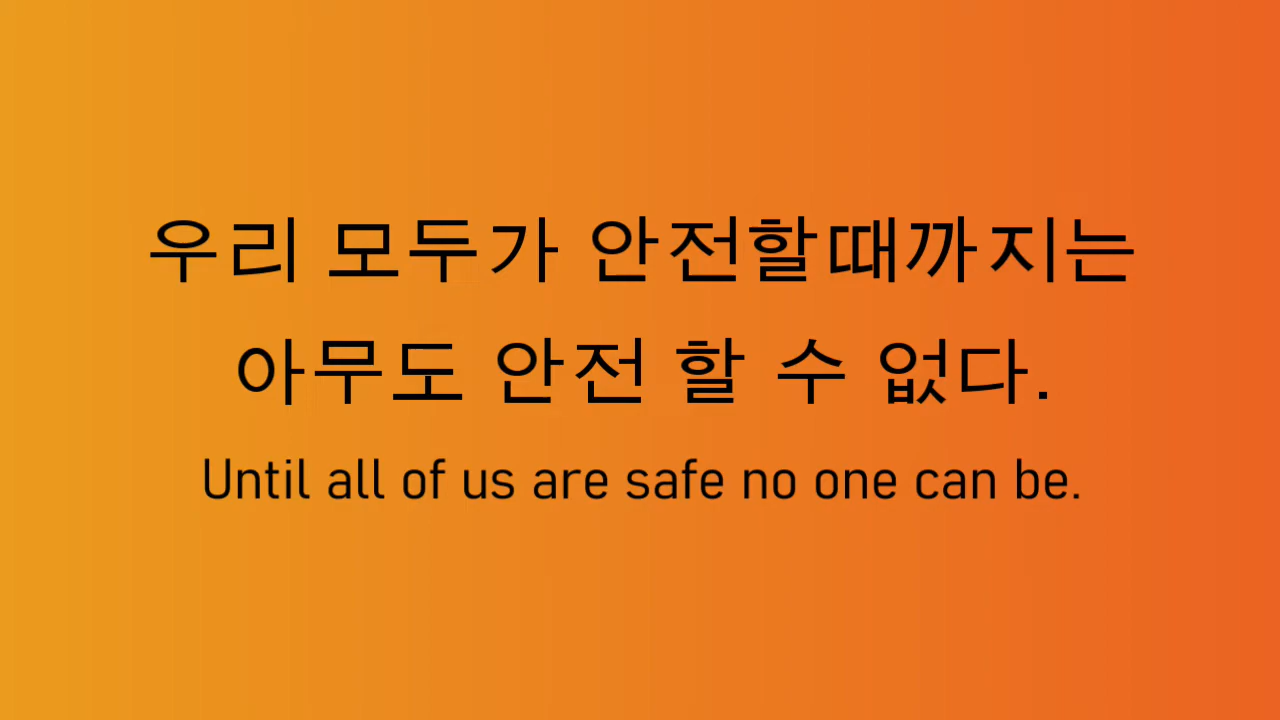 우리 모두가 안전할때까지는
아무도 안전 할 수 없다.
Until all of us are safe no one can be.